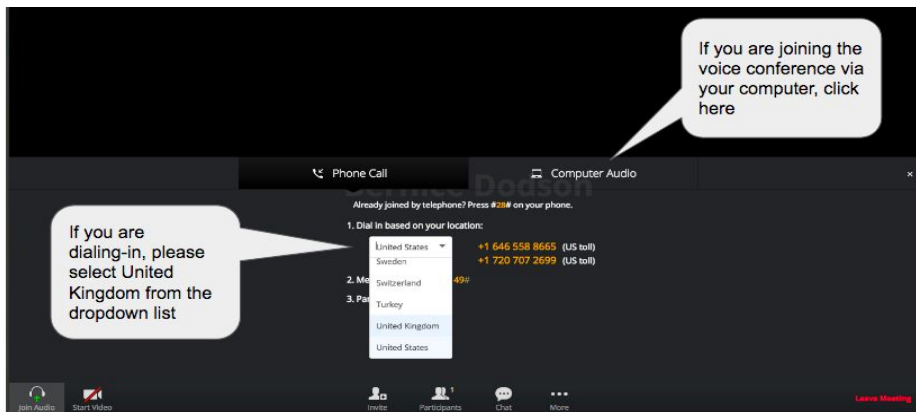 If you are joining the
voice conference via
your computer, click
here
Phone Call
Computer Audio
×
Dodson
Already joined by telephone? Press #28# on your phone.
1. Dial in based on your location:
United States
+1 646 558 8665 (US toll)
+1 720 707 2699 (US toll)
Sweden
Switzerland
Turkey
United Kingdom
United States
2. Me
49#
3. Par
If you are
dialing-in, please
select United
Kingdom from the
dropdown list
Join Audio
Start Video
Invite
Participants
1
Chat
More
Leave Meeting